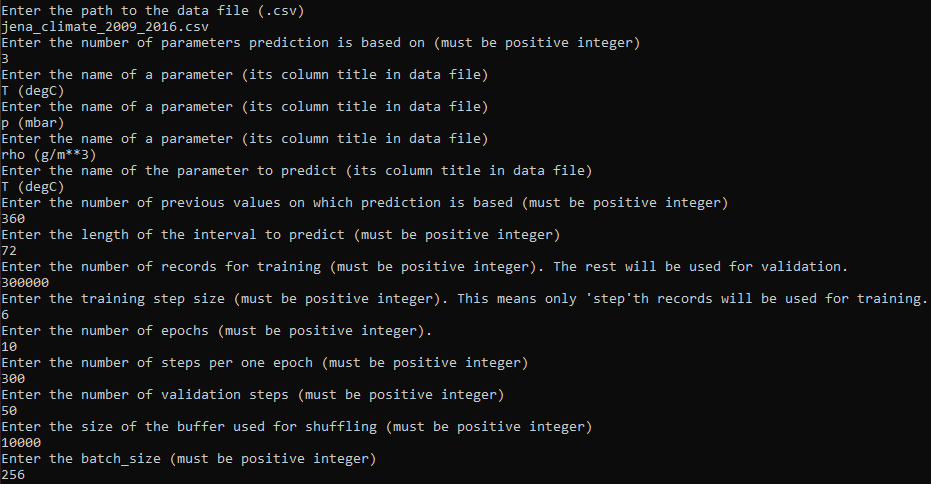 Enter the path to the data file (.csv)
jena_climate_2009_2016.csv
Enter the number of parameters prediction is based on (must be positive integer)
3
Enter the name of a parameter (its column title in data file)
T (degC)
Enter the name of a parameter (its column title in data file)
p (mbar)
Enter the name of a parameter (its column title in data file)
rho (g/m**3)
Enter the name of the parameter to predict (its column title in data file)
T (degC)
Enter the number of previous values on which prediction is based (must be positive integer)
360
Enter the length of the interval to predict (must be positive integer)
72
Enter the number of records for training (must be positive integer). The rest will be used for validation.
300000
Enter the training step size (must be positive integer). This means only 'step'th records will be used for training.
6
Enter the number of epochs (must be positive integer).
10
Enter the number of steps per one epoch (must be positive integer)
300
Enter the number of validation steps (must be positive integer)
50
Enter the size of the buffer used for shuffling (must be positive integer)
10000
Enter the batch_size (must be positive integer)
256